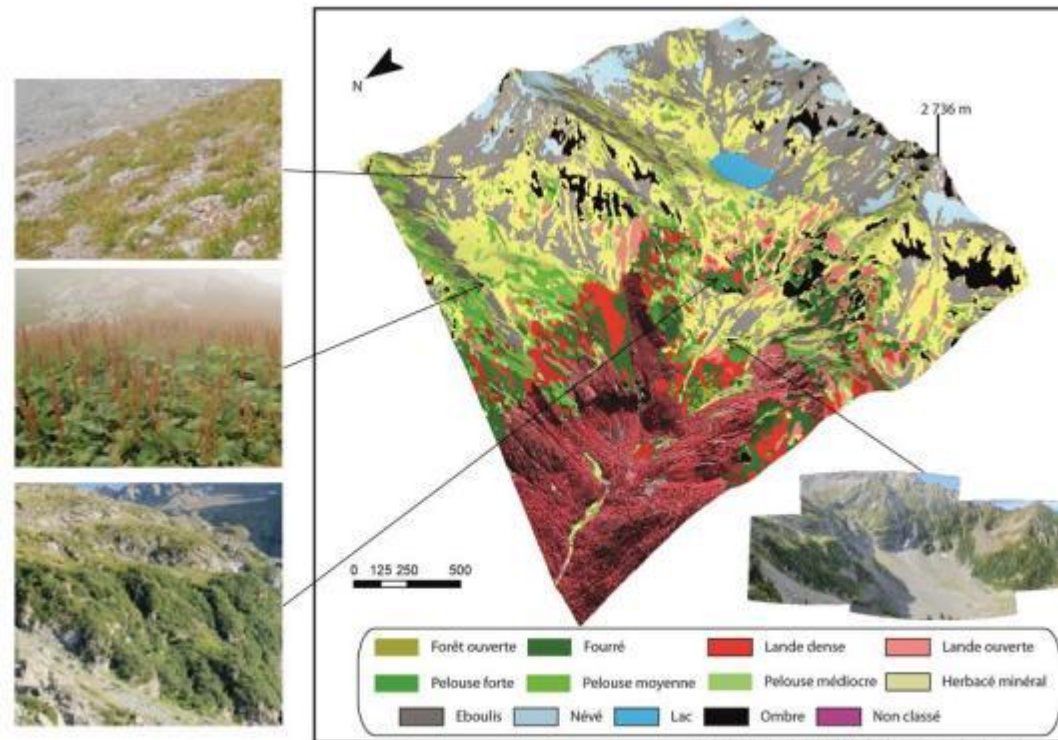 N
2 736 m
0 125 250 500
Forêt ouverte Fourré Lande dense Lande ouverte
Pelouse forte Pelouse moyenne Pelouse médiocre Herbacé minéral
Eboulis Névé Lac Ombre Non classé